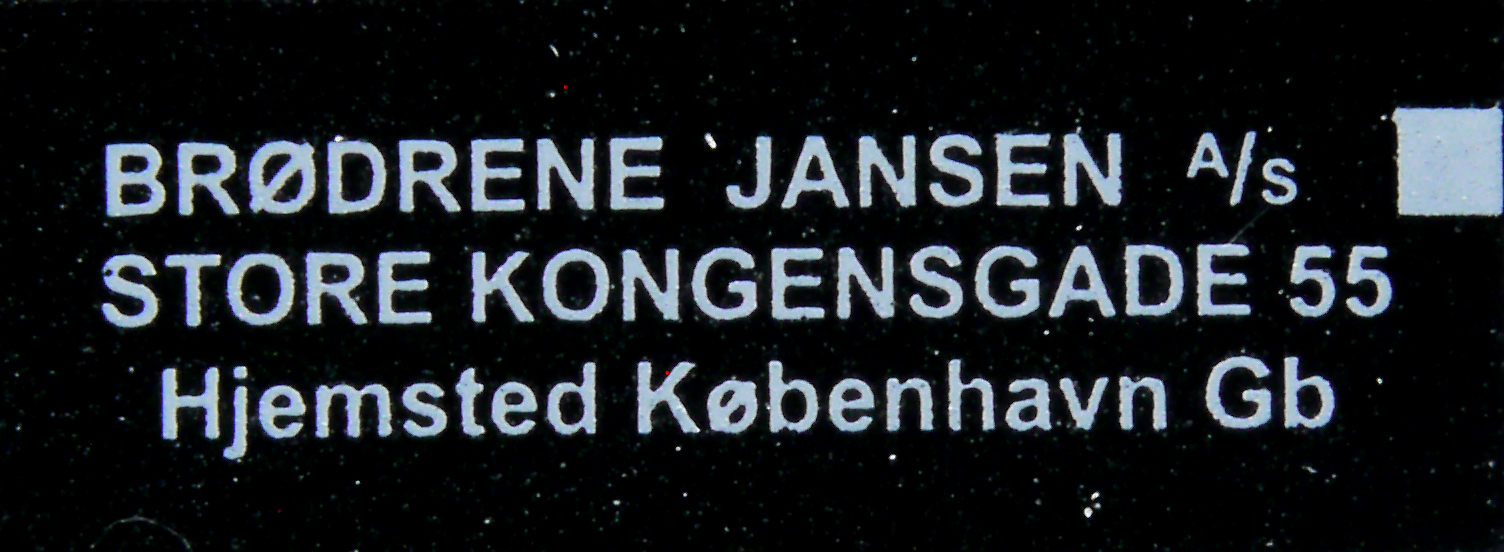 BRØDRENE JANSEN A/S
STORE KONGENSGADE 55
Hjemsted København Gb